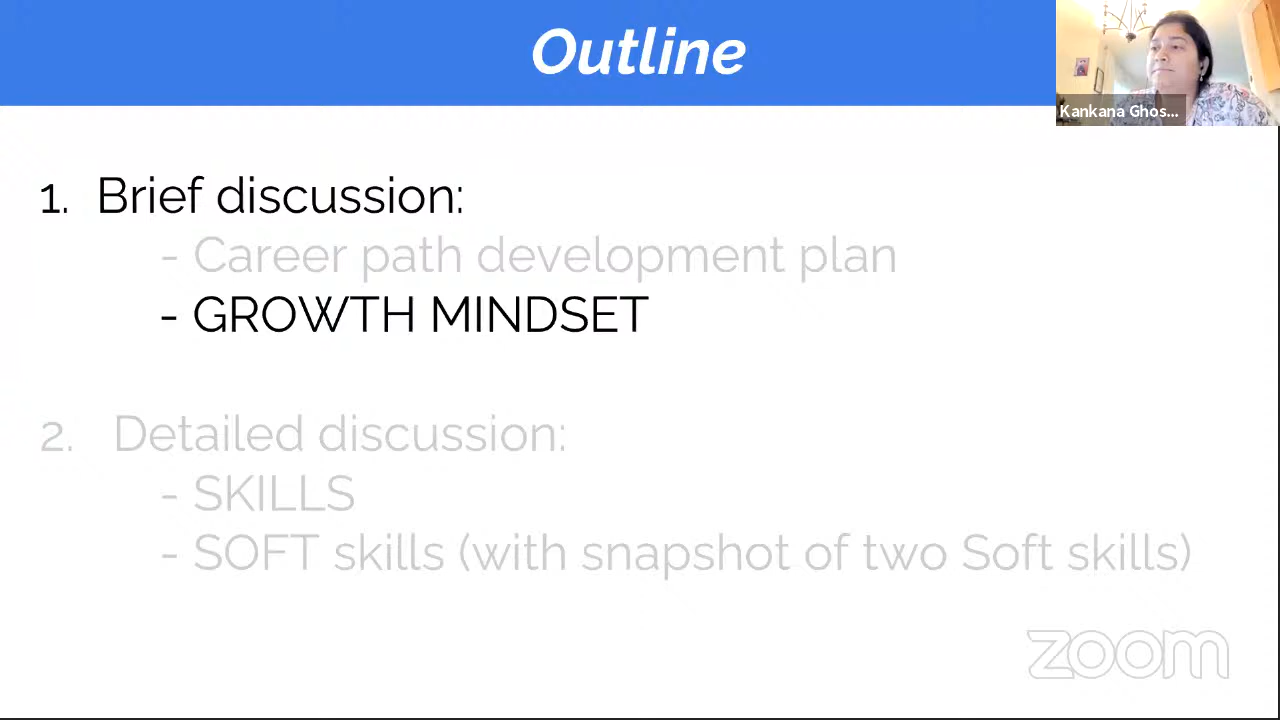 Outline
Kankana Ghos...
1. Brief discussion:
- Career path development plan
- GROWTH MINDSET
2. Detailed discussion:
- SKILLS
- SOFT skills (with snapshot of two Soft skills)
zoom